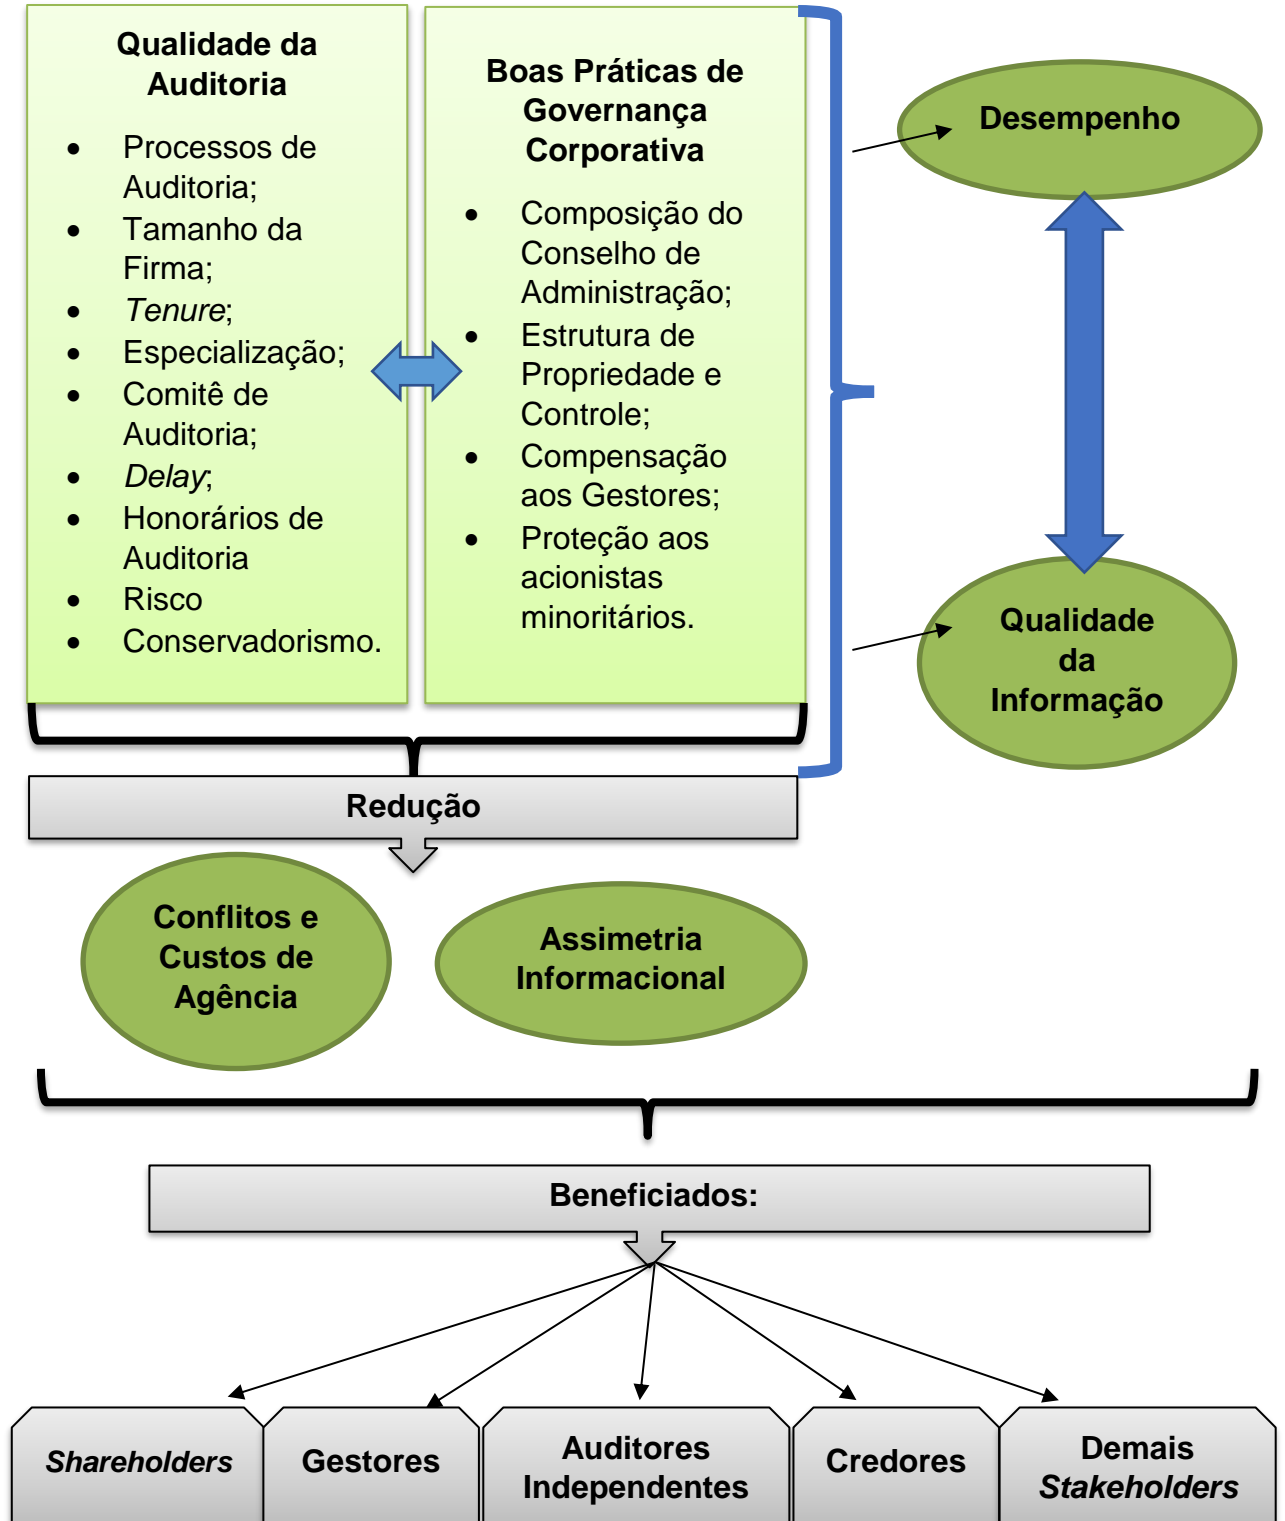 Qualidade da
Auditoria
• Processos de
Auditoria;
• Tamanho da
Firma;
• Tenure;
• Especialização;
• Comitê de
Auditoria;
• Delay;
• Honorários de
Auditoria
• Risco
• Conservadorismo.
Boas Práticas de
Governança
Corporativa
• Composição do
Conselho de
Administração;
• Estrutura de
Propriedade e
Controle;
• Compensação
aos Gestores;
• Proteção aos
acionistas
minoritários.
Desempenho
Qualidade
da
Informação
Redução
Conflitos e
Custos de
Agência
Assimetria
Informacional
Beneficiados:
Shareholders
Gestores
Auditores
Independentes
Credores
Demais
Stakeholders